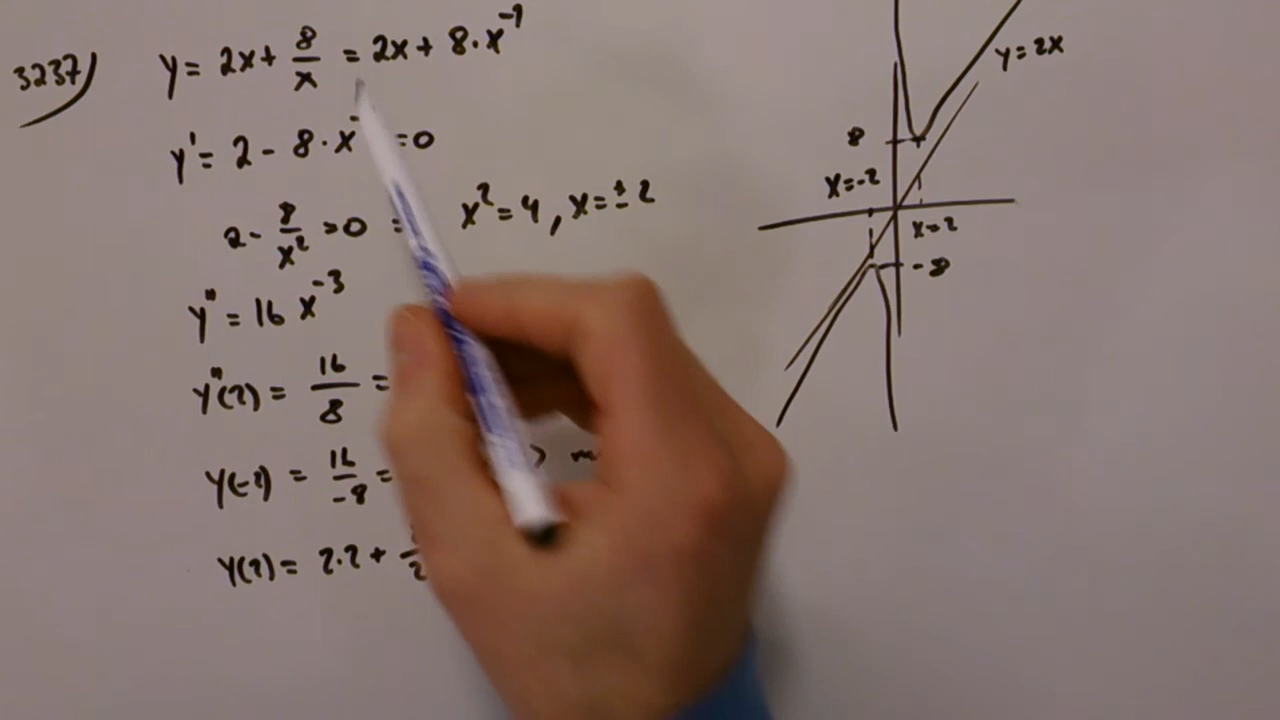 3237) y = 2x + 8/x = 2x + 8·x⁻¹
y' = 2 - 8·x⁻ = 0
2 - 8/x² = 0 = x² = 4, x = ± 2
y" = 16 x⁻³
y"(2) = 16/8 =
y(-2) = 16/-8 =
y(2) = 2·2 +
y = 2x
8
x = -2
x = 2
-8